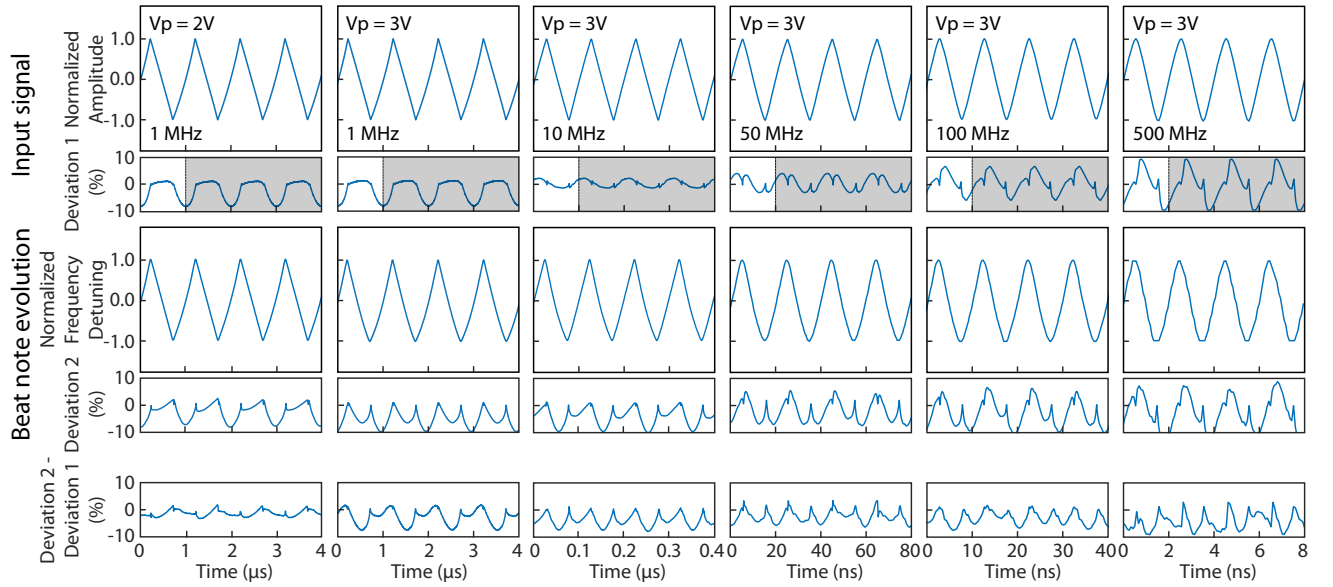 Input signal
Normalized
Amplitude
1.0
0.0
-1.0
Vp = 2V
Vp = 3V
Vp = 3V
Vp = 3V
Vp = 3V
Vp = 3V
1 MHz
1 MHz
10 MHz
50 MHz
100 MHz
500 MHz
Deviation 1
(%)
10
0
-10
Beat note evolution
Normalized
Frequency
Detuning
1.0
0.0
-1.0
Deviation 2
(%)
10
0
-10
Deviation 2 -
Deviation 1
(%)
10
0
-10
0 1 2 3 4
0 1 2 3 4
0 0.1 0.2 0.3 0.4
0 20 40 60 80
0 10 20 30 40
0 2 4 6 8
Time (µs)
Time (µs)
Time (µs)
Time (ns)
Time (ns)
Time (ns)